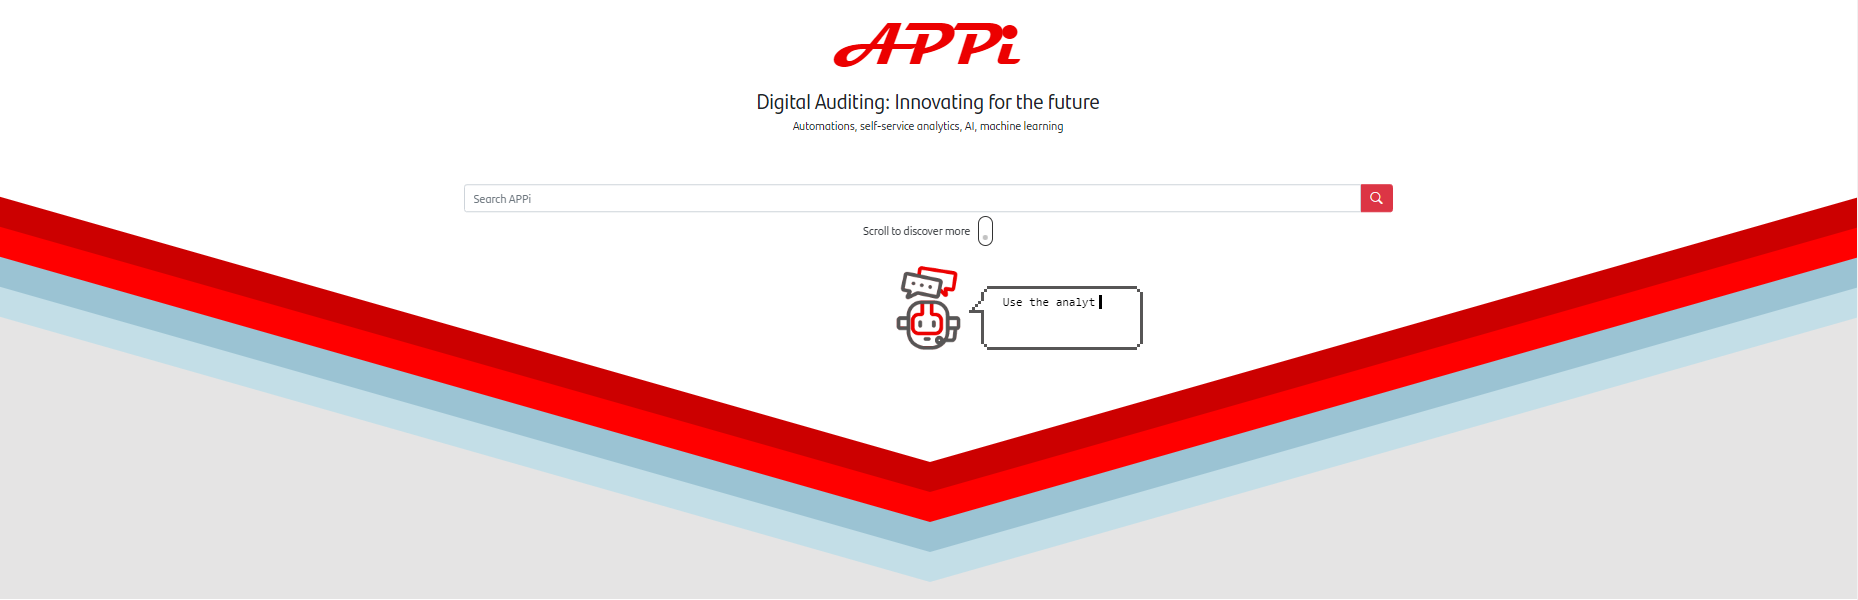 APPi
Digital Auditing: Innovating for the future
Automations, self-service analytics, AI, machine learning
Search APPi
Scroll to discover more
Use the analyt